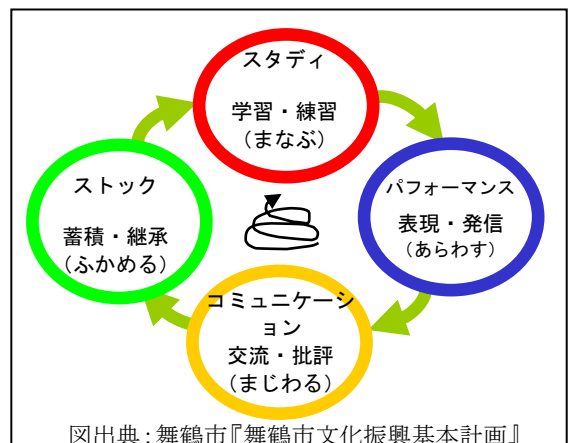 スタディ
学習・練習
(まなぶ)
パフォーマンス
表現・発信
(あらわす)
コミュニケーシ
ョン
交流・批評
(まじわる)
ストック
蓄積・継承
(ふかめる)
図出典：舞鶴市『舞鶴市文化振興基本計画』